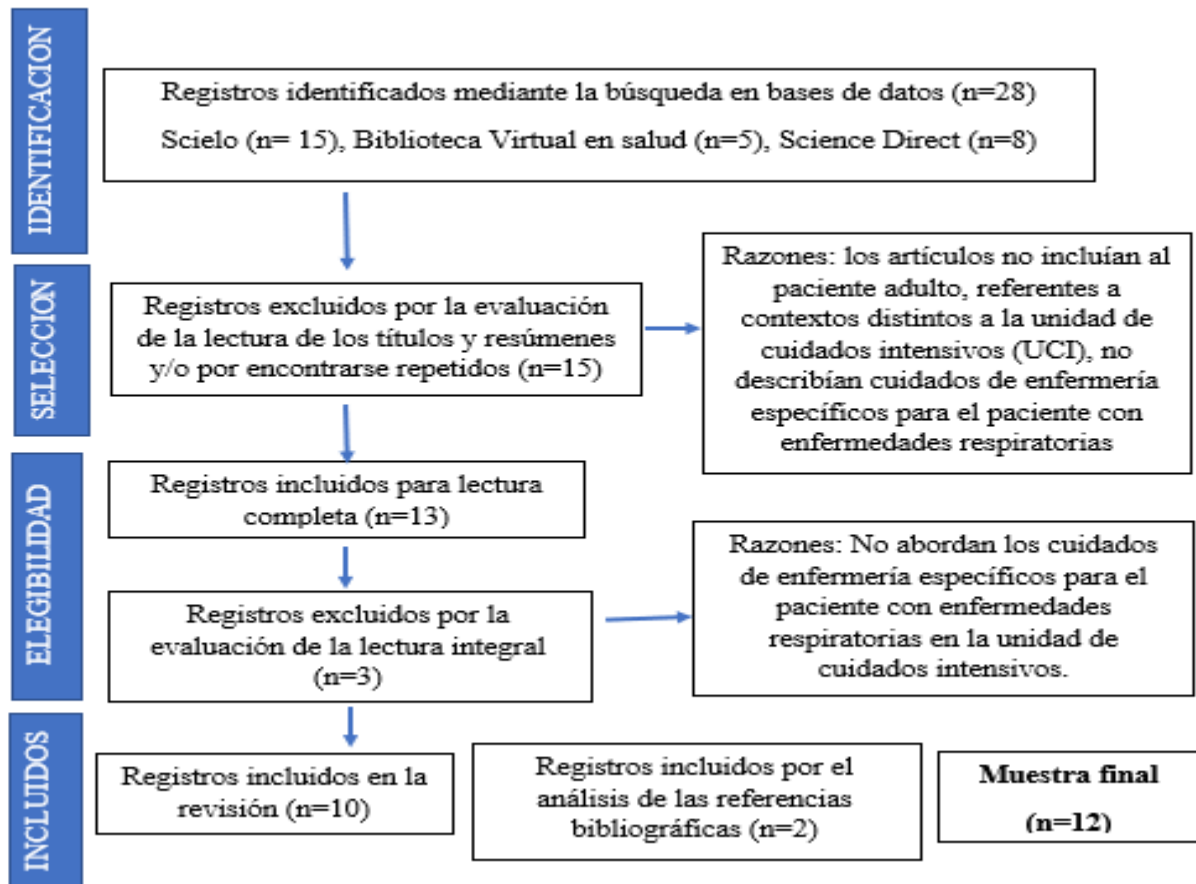 IDENTIFICACION
Registros identificados mediante la búsqueda en bases de datos (n=28)
Scielo (n= 15), Biblioteca Virtual en salud (n=5), Science Direct (n=8)
SELECCION
Registros excluidos por la evaluación
de la lectura de los títulos y resúmenes
y/o por encontrarse repetidos (n=15)
Razones: los artículos no incluían al
paciente adulto, referentes a
contextos distintos a la unidad de
cuidados intensivos (UCI), no
describían cuidados de enfermería
específicos para el paciente con
enfermedades respiratorias
ELEGIBILIDAD
Registros incluidos para lectura
completa (n=13)
Registros excluidos por la
evaluación de la lectura integral
(n=3)
Razones: No abordan los cuidados
de enfermería específicos para el
paciente con enfermedades
respiratorias en la unidad de
cuidados intensivos.
INCLUIDOS
Registros incluidos en la
revisión (n=10)
Registros incluidos por el
análisis de las referencias
bibliográficas (n=2)
Muestra final
(n=12)